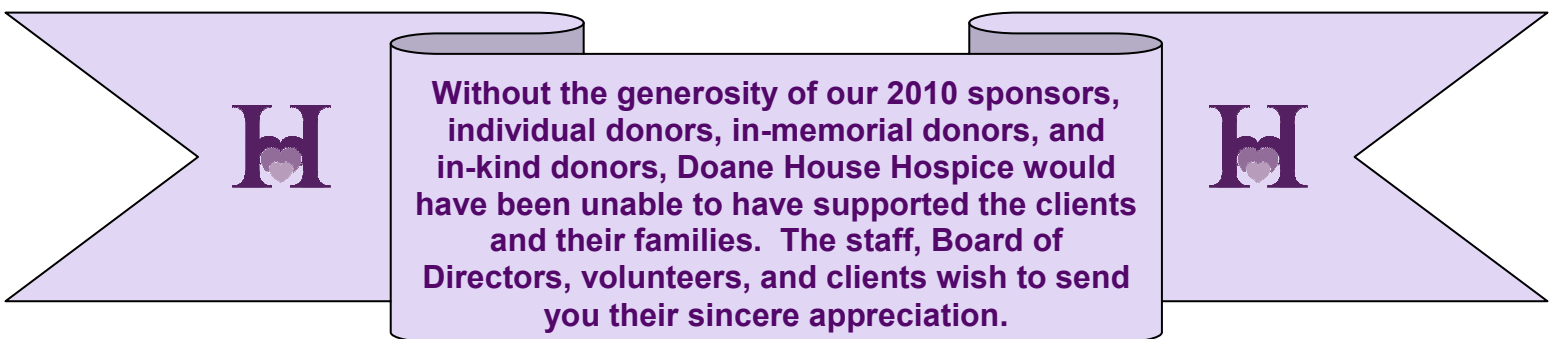 Without the generosity of our 2010 sponsors,
individual donors, in-memorial donors, and
in-kind donors, Doane House Hospice would
have been unable to have supported the clients
and their families.  The staff, Board of
Directors, volunteers, and clients wish to send
you their sincere appreciation.
H
H